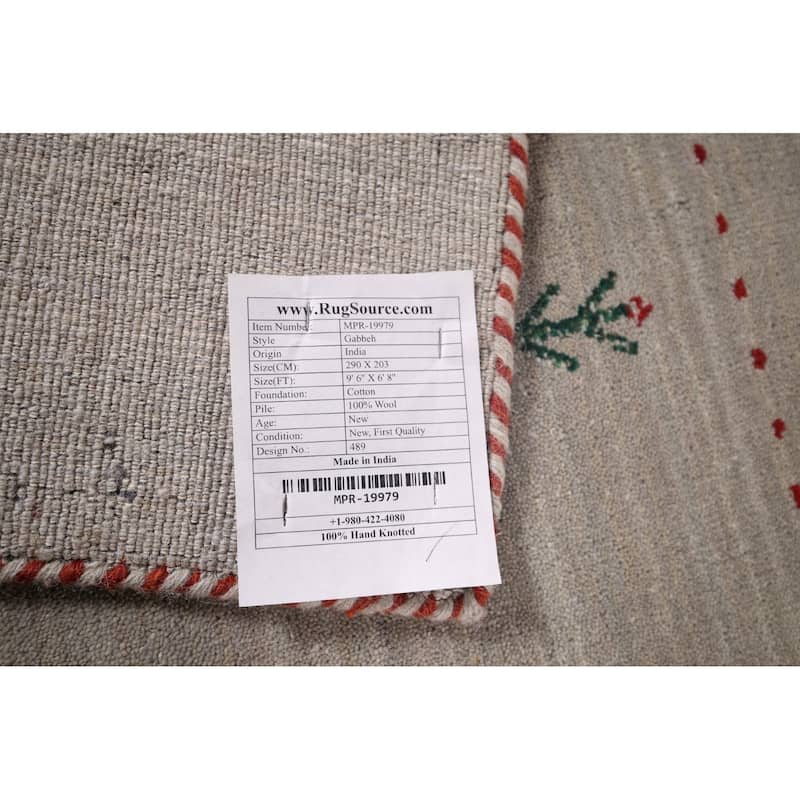 www.RugSource.com
Item Number: MPR-19979
Style Gabbeh
Origin India
Size(CM): 290 X 203
Size(FT): 9' 6" X 6' 8"
Foundation: Cotton
Pile: 100% Wool
Age: New
Condition: New, First Quality
Design No.: 489
Made in India
MPR-19979
+1-980-422-4080
100% Hand Knotted